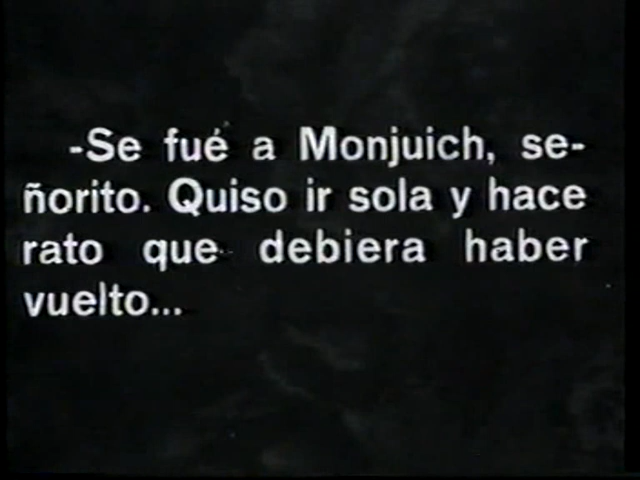 -Se fué a Monjuich, se-
ñorito. Quiso ir sola y hace
rato que debiera haber
vuelto...